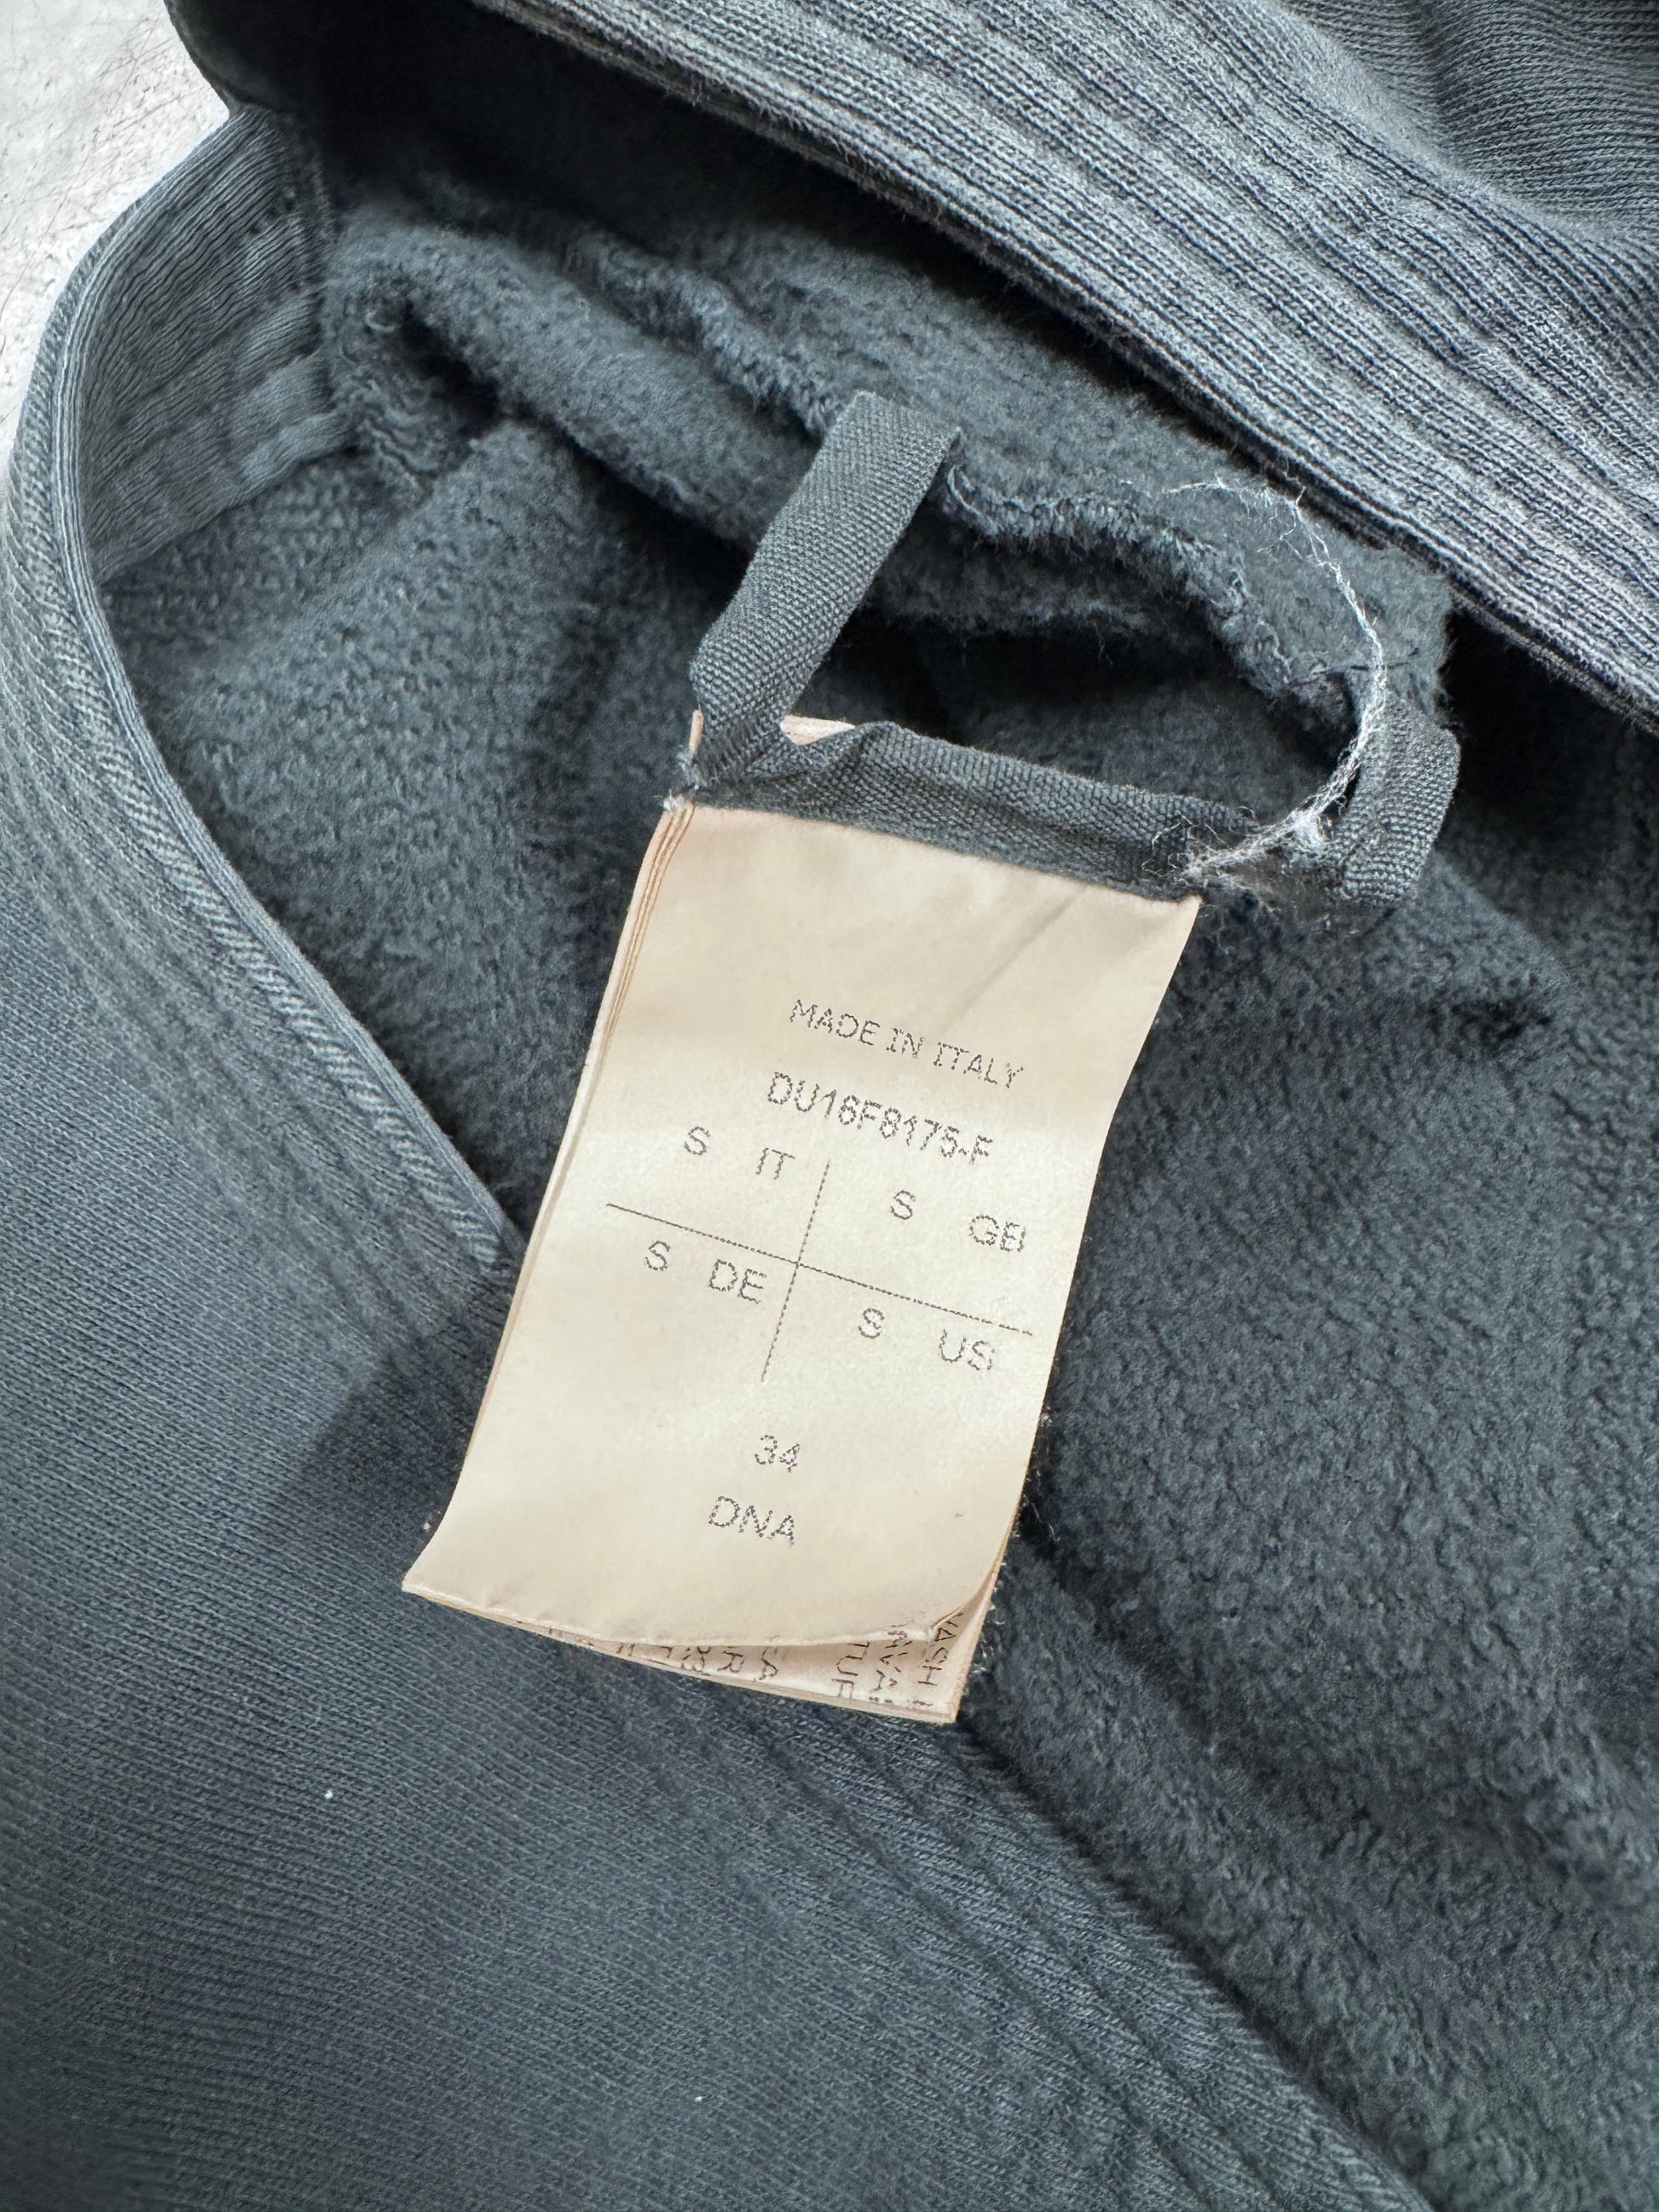 MADE IN ITALY
DU16F8175-F
S IT S GB
S DE S US
34
DNA